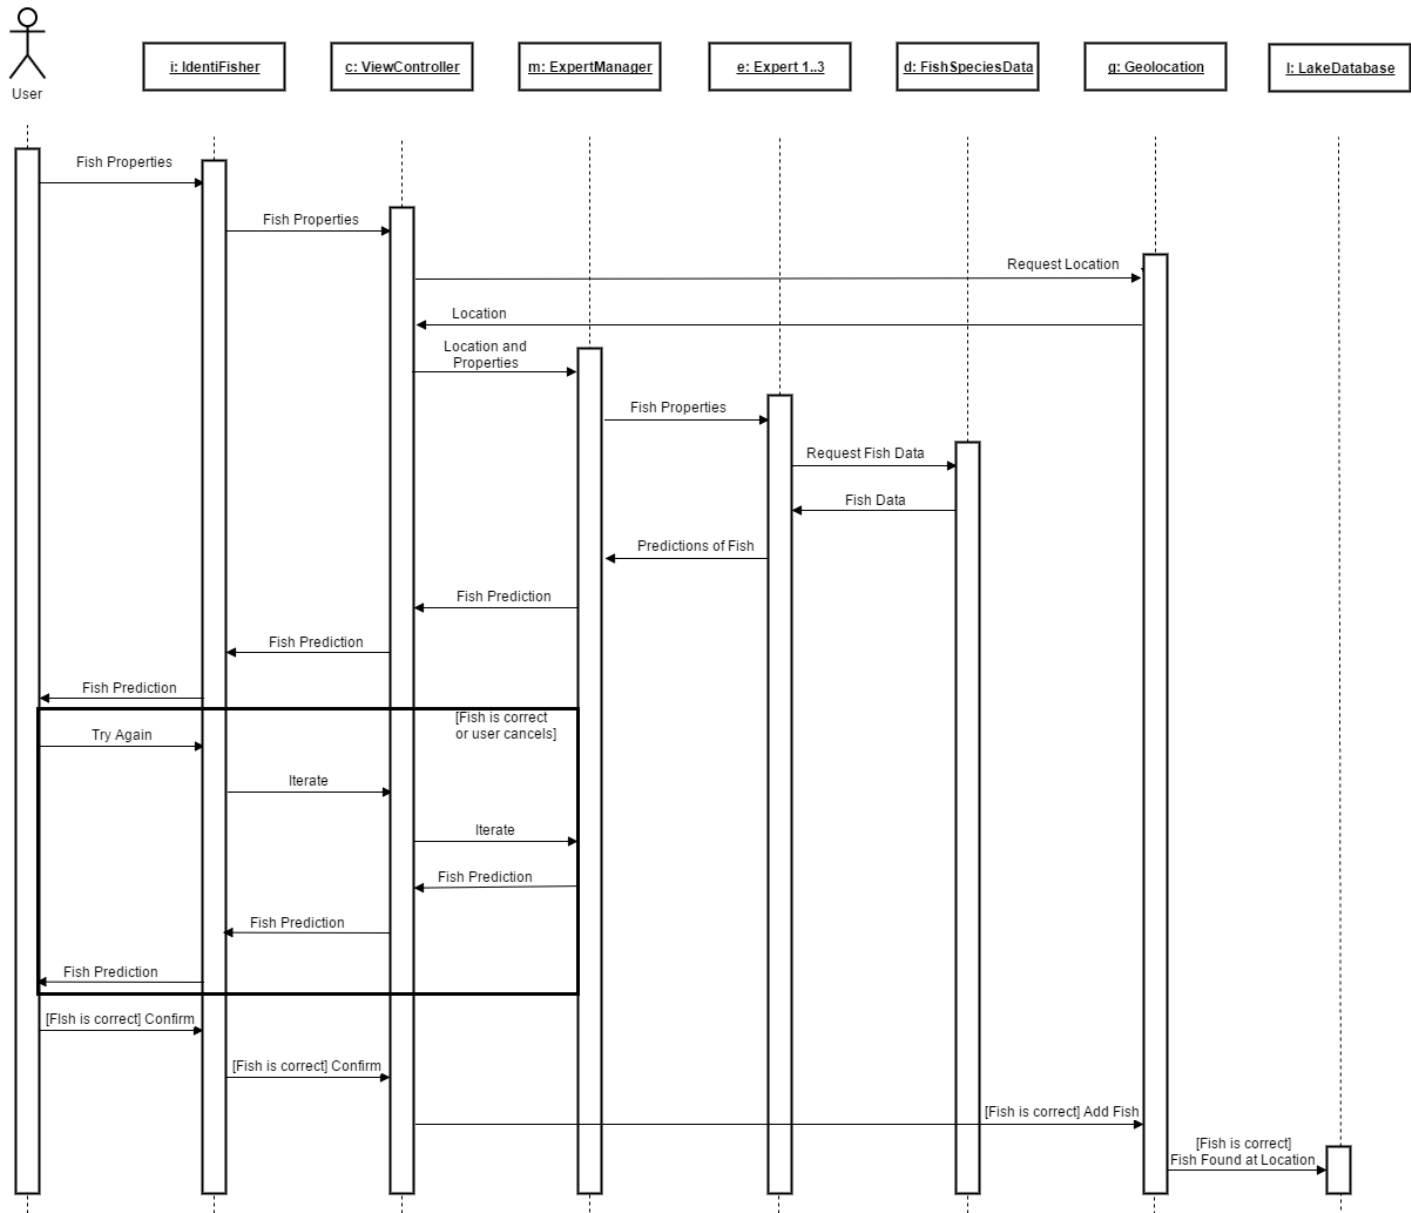 User
i: IdentiFisher
c: ViewController
m: ExpertManager
e: Expert 1..3
d: FishSpeciesData
g: Geolocation
l: LakeDatabase
Fish Properties
Fish Properties
Request Location
Location
Location and
Properties
Fish Properties
Request Fish Data
Fish Data
Predictions of Fish
Fish Prediction
Fish Prediction
Fish Prediction
[Fish is correct
or user cancels]
Try Again
Iterate
Iterate
Fish Prediction
Fish Prediction
Fish Prediction
[FIsh is correct] Confirm
[Fish is correct] Confirm
[Fish is correct] Add Fish
[Fish is correct]
Fish Found at Location